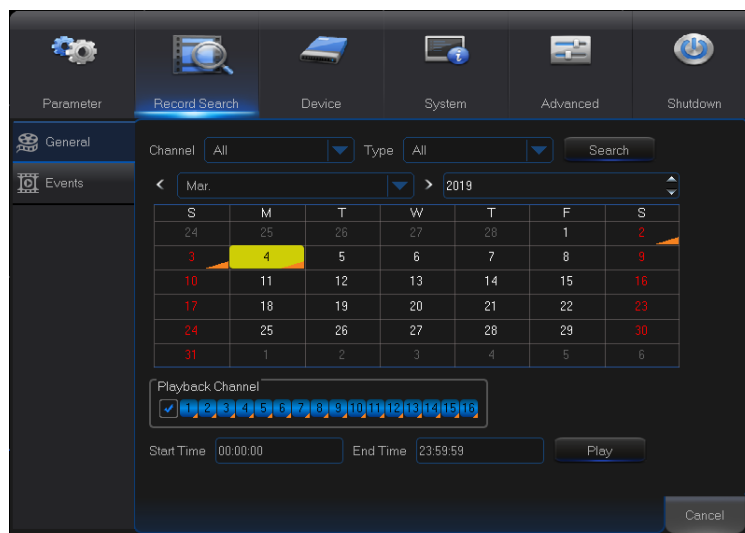 Parameter Record Search Device System Advanced Shutdown
General
Events
Channel All Type All Search
< Mar. > 2019
S M T W T F S
24 25 26 27 28 1 2
3 4 5 6 7 8 9
10 11 12 13 14 15 16
17 18 19 20 21 22 23
24 25 26 27 28 29 30
31 1 2 3 4 5 6
Playback Channel
1 2 3 4 5 6 7 8 9 10 11 12 13 14 15 16
Start Time 00:00:00 End Time 23:59:59 Play
Cancel